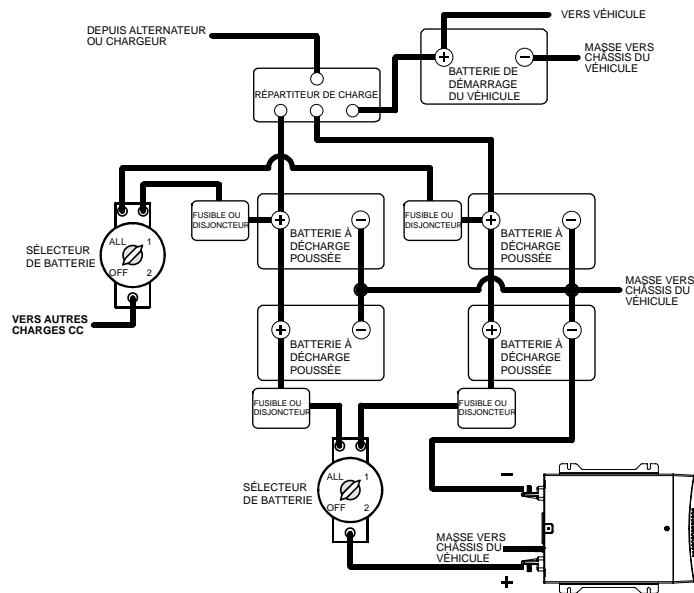 VERS VÉHICULE
DEPUIS ALTERNATEUR
OU CHARGEUR
MASSE VERS
CHÂSSIS DU
VÉHICULE
+
−
BATTERIE DE
DÉMARRAGE
DU VÉHICULE
RÉPARTITEUR DE CHARGE
FUSIBLE OU
DISJONCTEUR
+
−
BATTERIE À
DÉCHARGE
POUSSÉE
FUSIBLE OU
DISJONCTEUR
+
−
BATTERIE À
DÉCHARGE
POUSSÉE
SÉLECTEUR
DE BATTERIE
ALL 1
OFF 2
MASSE VERS
CHÂSSIS DU
VÉHICULE
VERS AUTRES
CHARGES CC
+
−
BATTERIE À
DÉCHARGE
POUSSÉE
+
−
BATTERIE À
DÉCHARGE
POUSSÉE
FUSIBLE OU
DISJONCTEUR
FUSIBLE OU
DISJONCTEUR
SÉLECTEUR
DE BATTERIE
ALL 1
OFF 2
−
MASSE VERS
CHÂSSIS DU
VÉHICULE
+